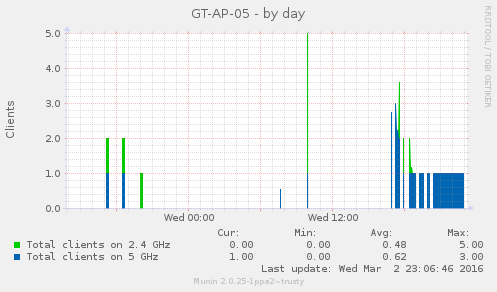 GT-AP-05 - by day
RRDTOOL / TOBI OETIKER
Clients
5.0
4.0
3.0
2.0
1.0
0.0
Wed 00:00 Wed 12:00
Cur: Min: Avg: Max:
Total clients on 2.4 GHz 0.00 0.00 0.48 5.00
Total clients on 5 GHz 1.00 0.00 0.62 3.00
Last update: Wed Mar 2 23:06:46 2016
Munin 2.0.25-1ppa2~trusty